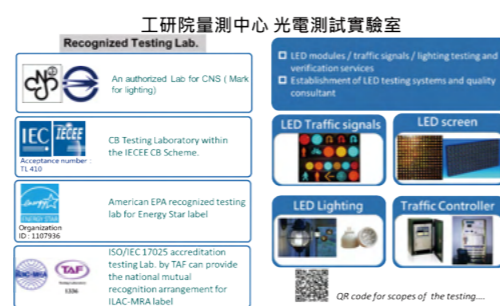 工研院量測中心 光電測試實驗室
Recognized Testing Lab.
An authorized Lab for CNS ( Mark
for lighting)
IEC IECEE
Acceptance number :
TL 410
CB Testing Laboratory within
the IECEE CB Scheme.
energy
ENERGY STAR
Organization
ID : 1107936
American EPA recognized testing
lab for Energy Star label
ilac-MRA
TAF
1336
ISO/IEC 17025 accreditation
testing Lab. by TAF can provide
the national mutual
recognition arrangement for
ILAC-MRA label
LED modules / traffic signals / lighting testing and
verification services
Establishment of LED testing systems and quality
consultant
LED Traffic signals
LED screen
LED Lighting
Traffic Controller
QR code for scopes of the testing....